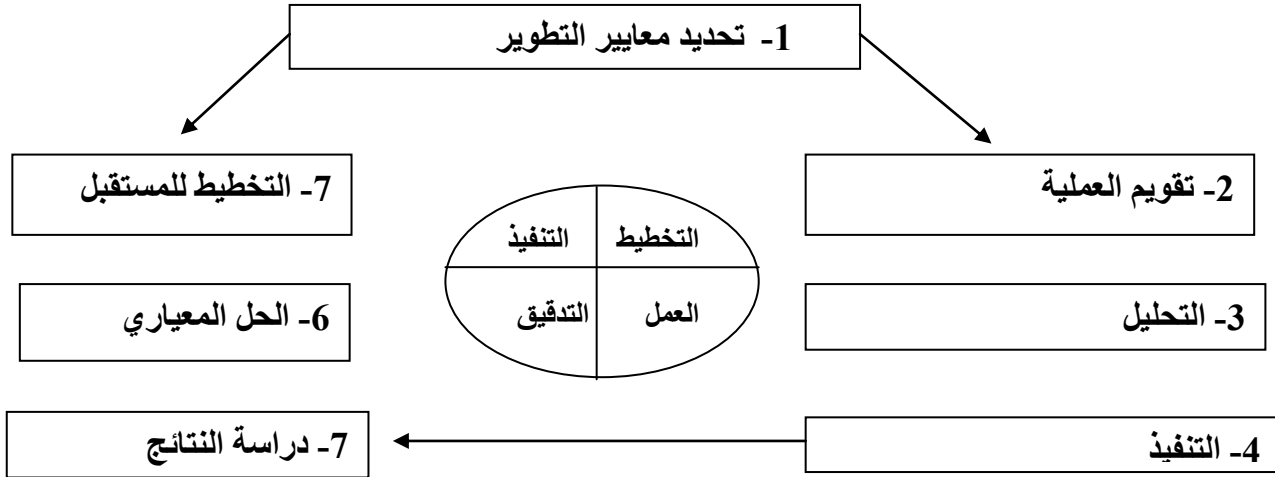 1- تحديد معايير التطوير
2- تقويم العملية
7- التخطيط للمستقبل
التخطيط
التنفيذ
3- التحليل
العمل
التدقيق
6- الحل المعياري
4- التنفيذ
7- دراسة النتائج